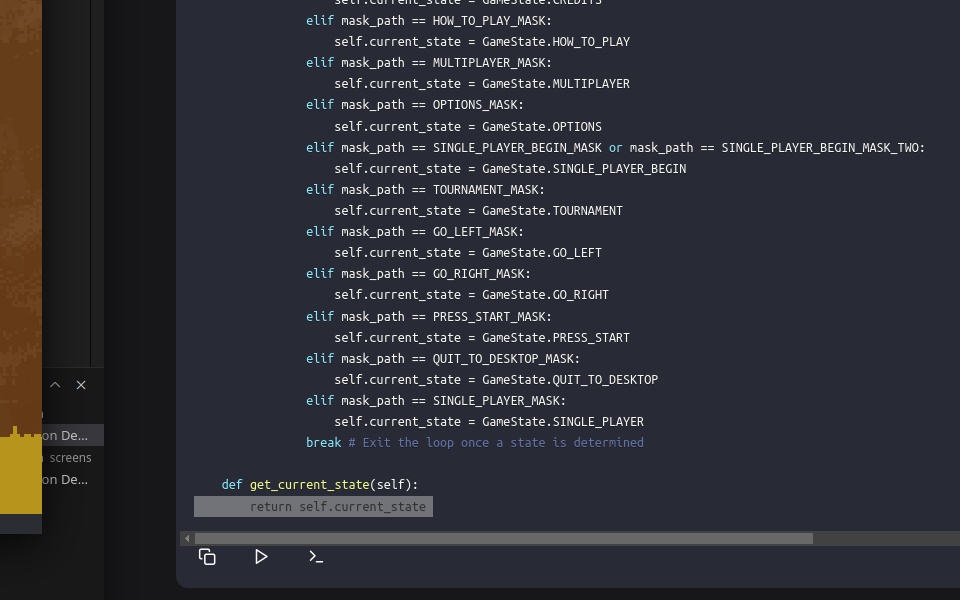 self.current_state = GameState.CREDITS
elif mask_path == HOW_TO_PLAY_MASK:
self.current_state = GameState.HOW_TO_PLAY
elif mask_path == MULTIPLAYER_MASK:
self.current_state = GameState.MULTIPLAYER
elif mask_path == OPTIONS_MASK:
self.current_state = GameState.OPTIONS
elif mask_path == SINGLE_PLAYER_BEGIN_MASK or mask_path == SINGLE_PLAYER_BEGIN_MASK_TWO:
self.current_state = GameState.SINGLE_PLAYER_BEGIN
elif mask_path == TOURNAMENT_MASK:
self.current_state = GameState.TOURNAMENT
elif mask_path == GO_LEFT_MASK:
self.current_state = GameState.GO_LEFT
elif mask_path == GO_RIGHT_MASK:
self.current_state = GameState.GO_RIGHT
elif mask_path == PRESS_START_MASK:
self.current_state = GameState.PRESS_START
elif mask_path == QUIT_TO_DESKTOP_MASK:
self.current_state = GameState.QUIT_TO_DESKTOP
elif mask_path == SINGLE_PLAYER_MASK:
self.current_state = GameState.SINGLE_PLAYER
break # Exit the loop once a state is determined
def get_current_state(self):
return self.current_state
on De...
screens
on De...